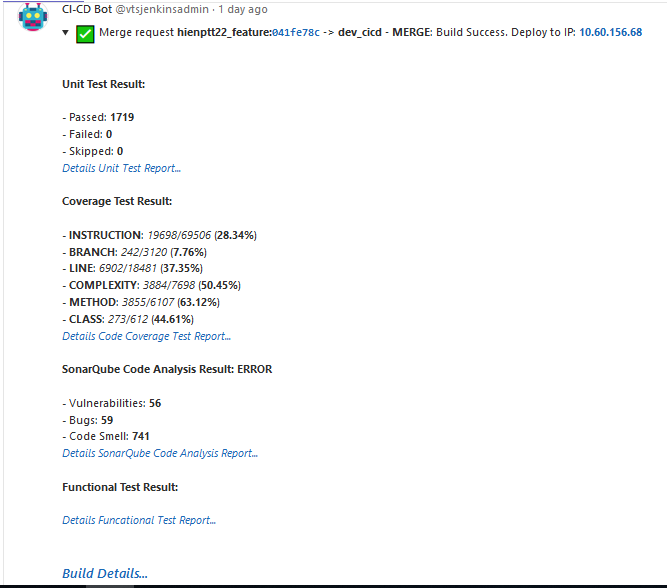 CI-CD Bot @vtsjenkinsadmin · 1 day ago
Merge request hienptt22_feature:041fe78c -> dev_cicd - MERGE: Build Success. Deploy to IP: 10.60.156.68
Unit Test Result:
- Passed: 1719
- Failed: 0
- Skipped: 0
Details Unit Test Report...
Coverage Test Result:
- INSTRUCTION: 19698/69506 (28.34%)
- BRANCH: 242/3120 (7.76%)
- LINE: 6902/18481 (37.35%)
- COMPLEXITY: 3884/7698 (50.45%)
- METHOD: 3855/6107 (63.12%)
- CLASS: 273/612 (44.61%)
Details Code Coverage Test Report...
SonarQube Code Analysis Result: ERROR
- Vulnerabilities: 56
- Bugs: 59
- Code Smell: 741
Details SonarQube Code Analysis Report...
Functional Test Result:
Details Funcational Test Report...
Build Details...